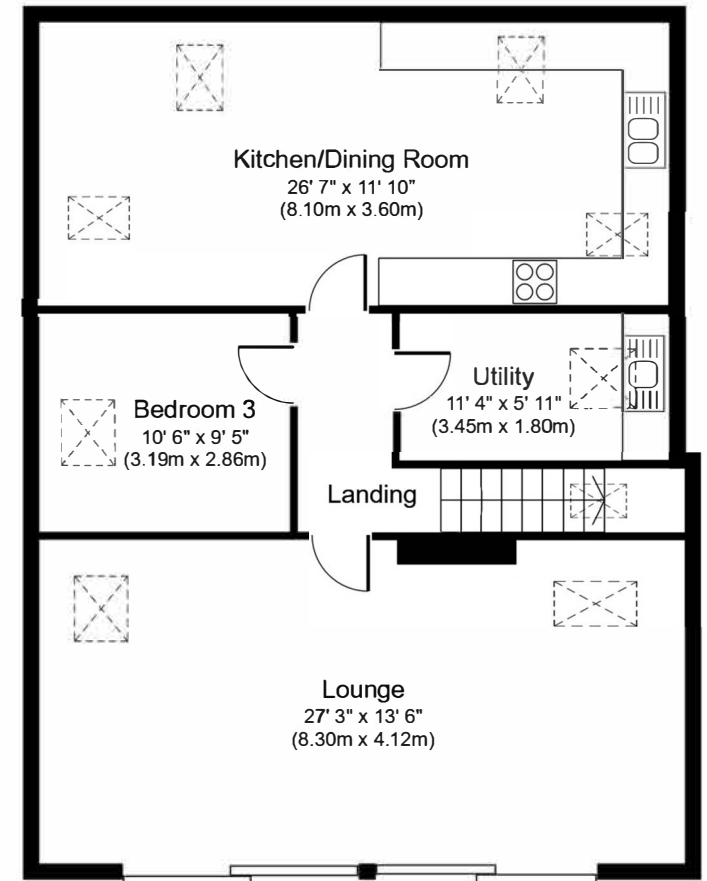 Kitchen/Dining Room
26' 7" x 11' 10"
(8.10m x 3.60m)
Utility
11' 4" x 5' 11"
(3.45m x 1.80m)
Bedroom 3
10' 6" x 9' 5"
(3.19m x 2.86m)
Landing
Lounge
27' 3" x 13' 6"
(8.30m x 4.12m)